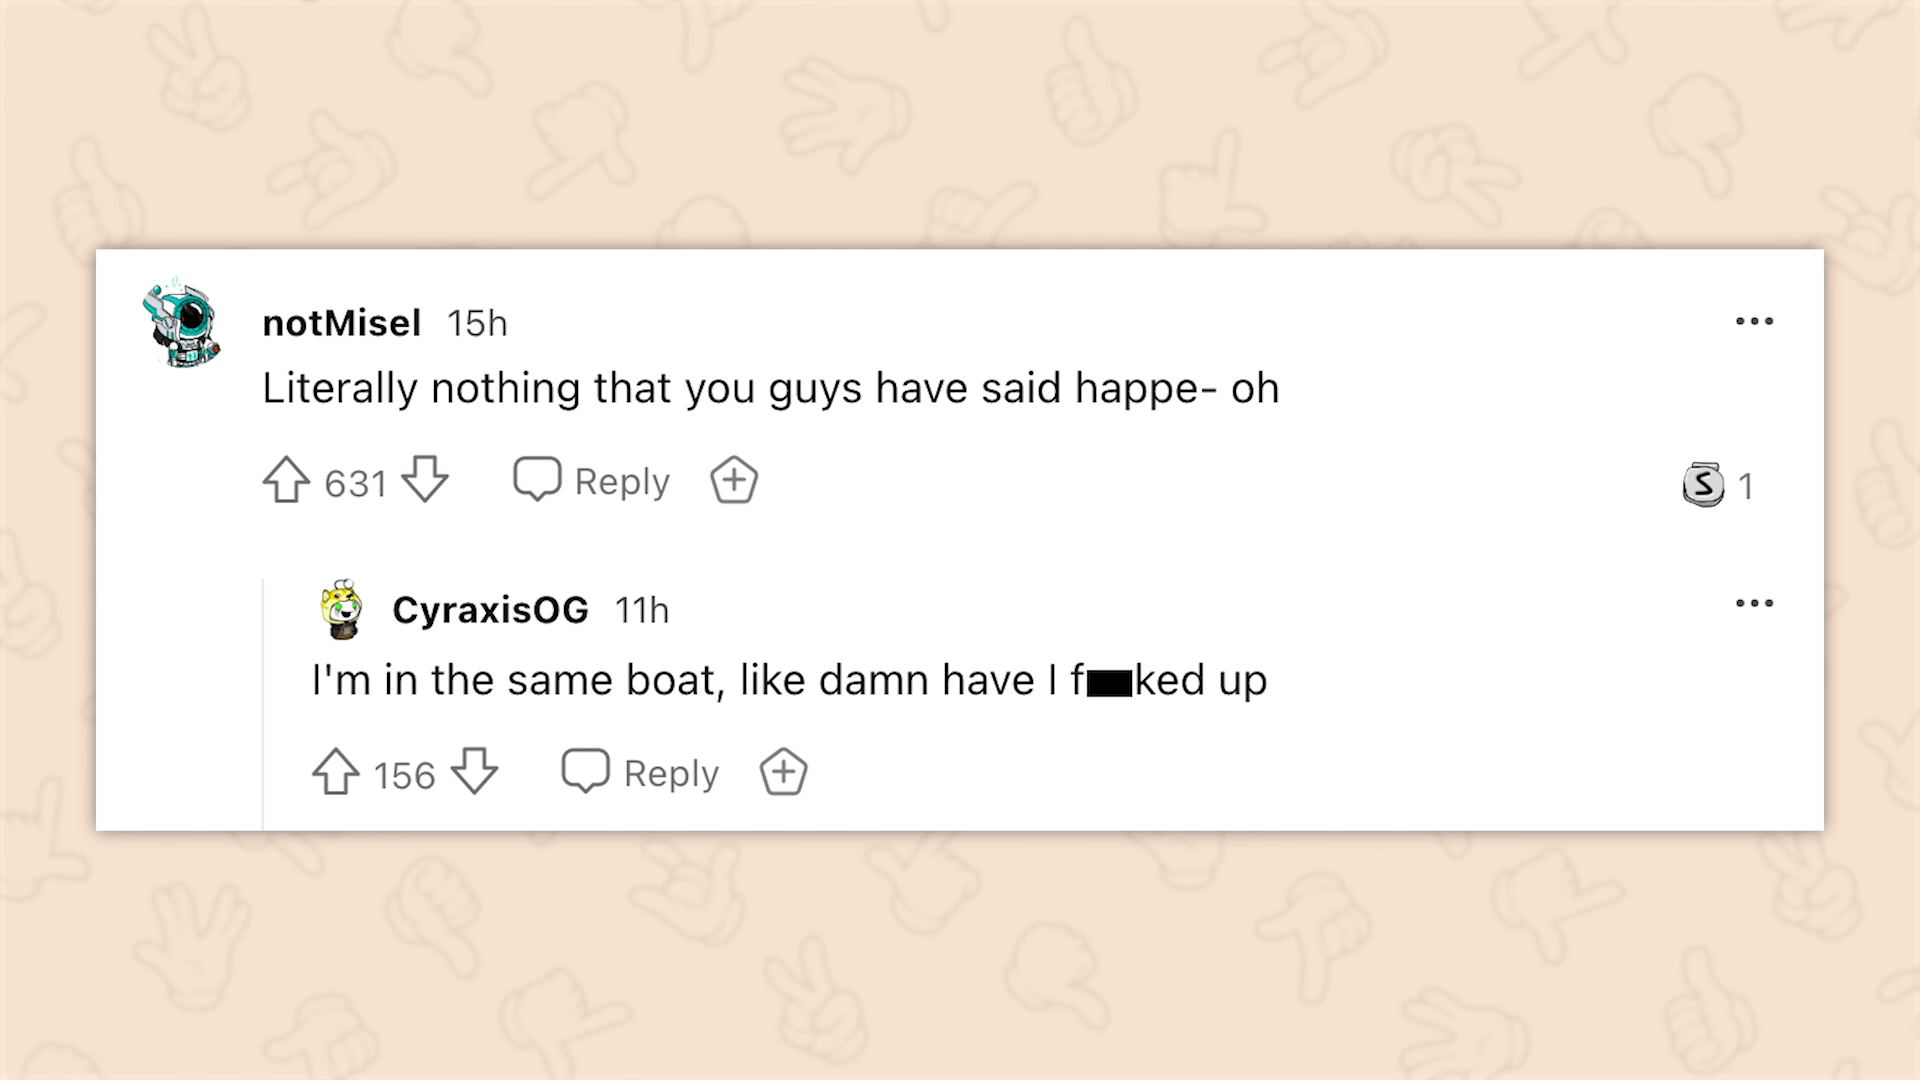 notMisel 15h
Literally nothing that you guys have said happe- oh
631 Reply
S 1
CyraxisOG 11h
I'm in the same boat, like damn have I f ked up
156 Reply